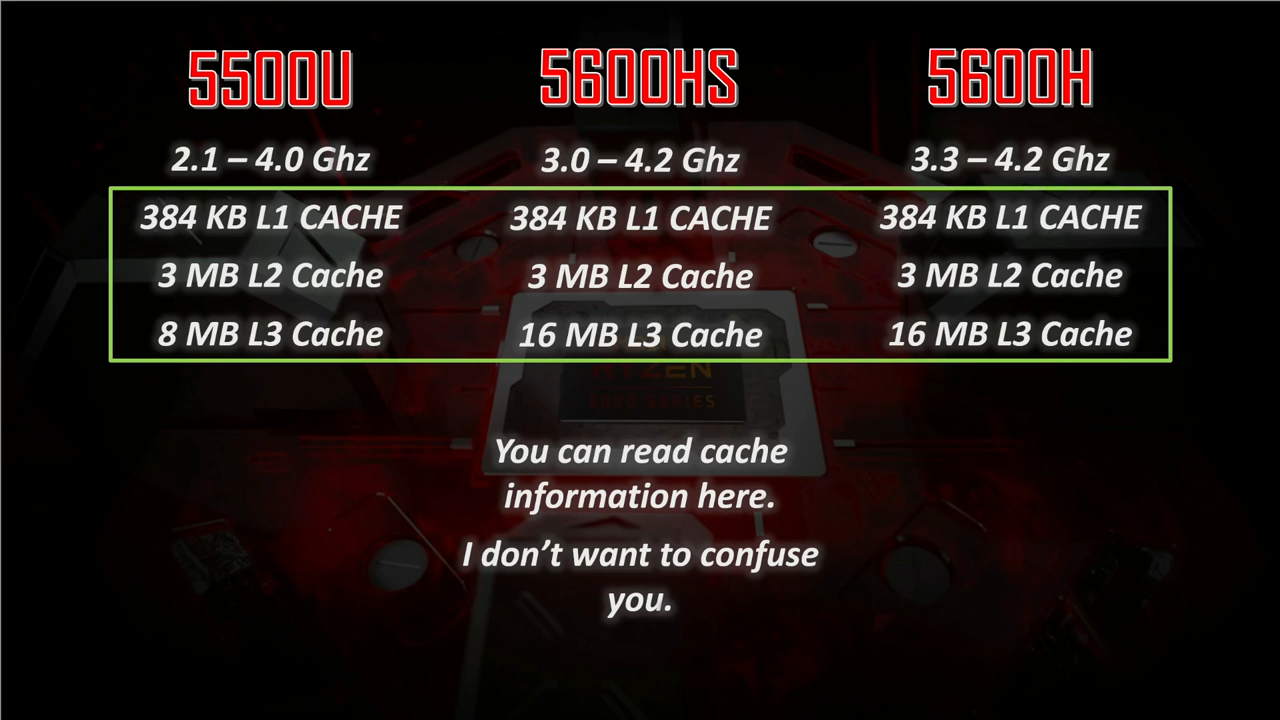 5500U 5600HS 5600H
2.1 – 4.0 Ghz 3.0 – 4.2 Ghz 3.3 – 4.2 Ghz
384 KB L1 CACHE 384 KB L1 CACHE 384 KB L1 CACHE
3 MB L2 Cache 3 MB L2 Cache 3 MB L2 Cache
8 MB L3 Cache 16 MB L3 Cache 16 MB L3 Cache
RYZEN
SERIES
You can read cache
information here.
I don’t want to confuse
you.